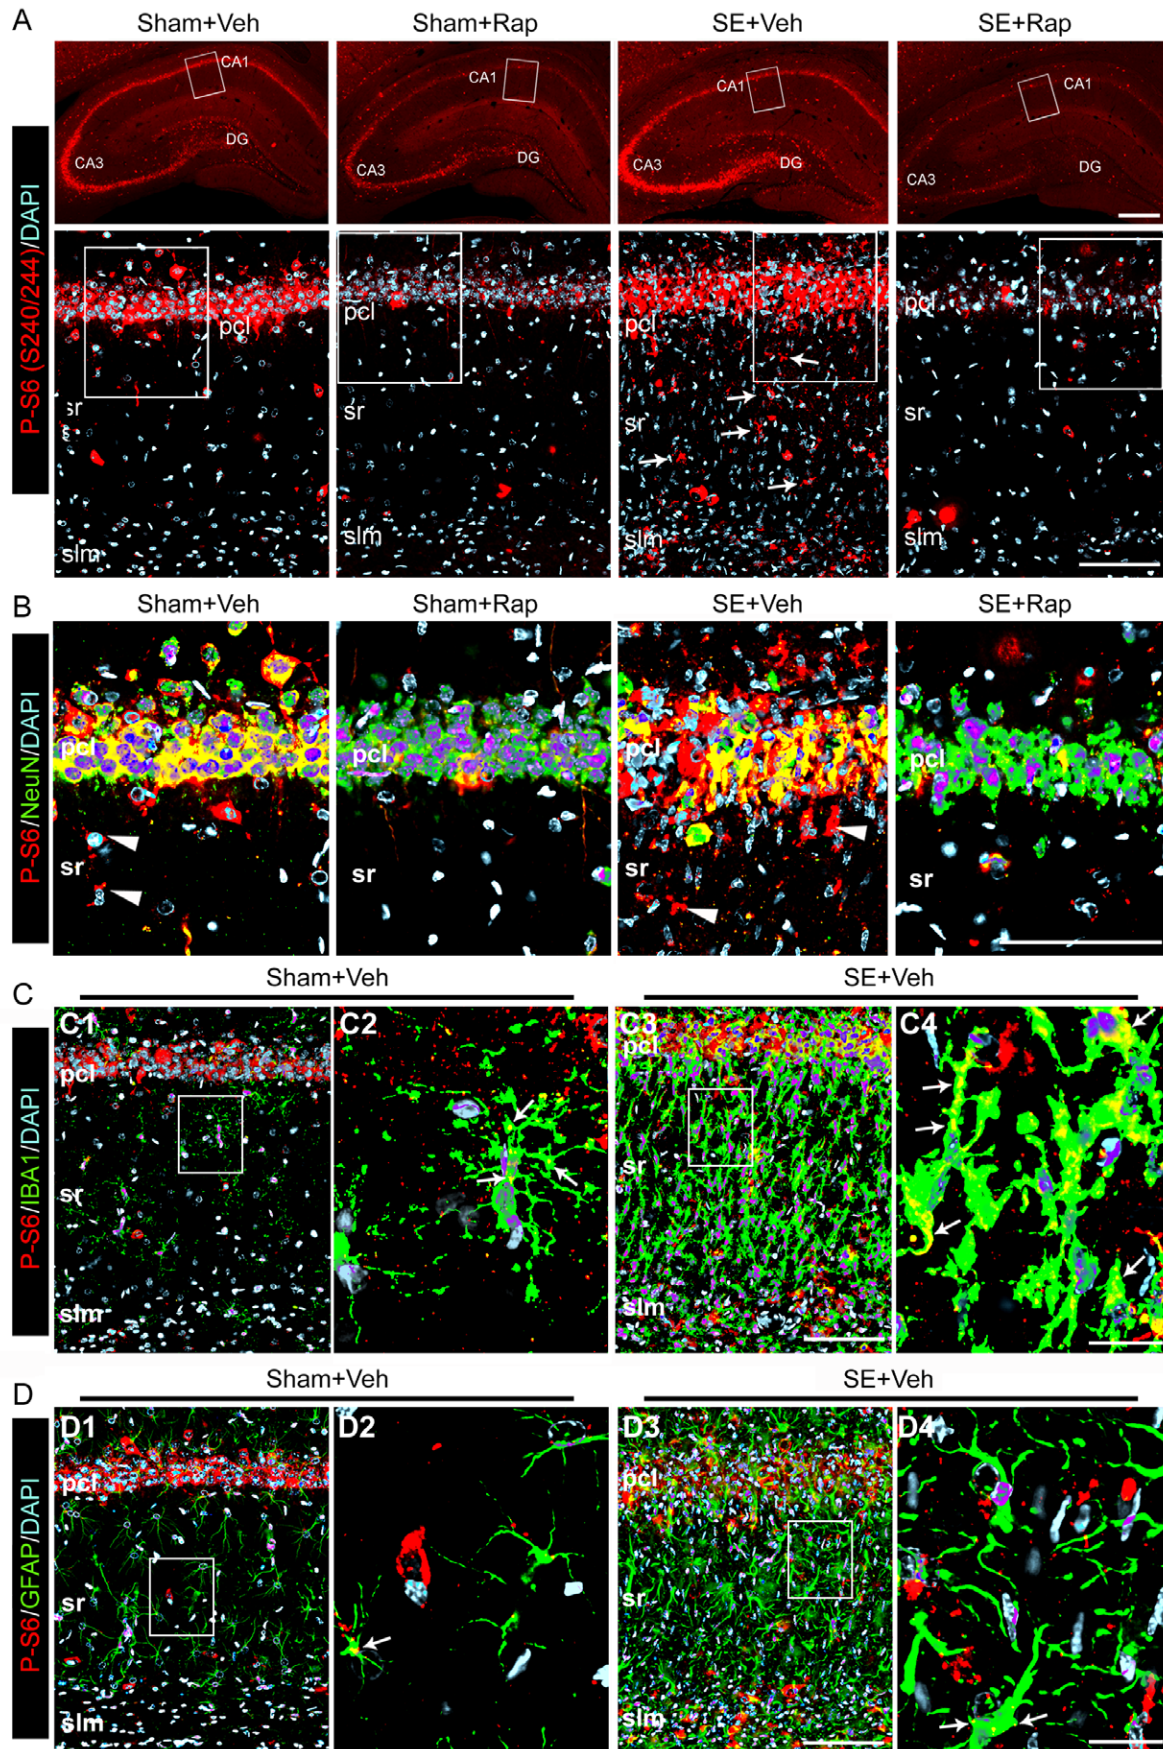 A
Sham+Veh
Sham+Rap
SE+Veh
SE+Rap
P-S6 (S240/244)/DAPI
CA1
CA3
DG
CA1
CA3
DG
CA1
CA3
DG
CA1
CA3
DG
pcl
sr
slm
pcl
sr
slm
pcl
sr
slm
pcl
sr
slm
B
Sham+Veh
Sham+Rap
SE+Veh
SE+Rap
P-S6/NeuN/DAPI
pcl
sr
pcl
sr
pcl
sr
pcl
sr
C
Sham+Veh
SE+Veh
P-S6/IBA1/DAPI
C1
pcl
sr
slm
C2
C3
pcl
sr
slm
C4
D
Sham+Veh
SE+Veh
P-S6/GFAP/DAPI
D1
pcl
sr
slm
D2
D3
pcl
sr
slm
D4